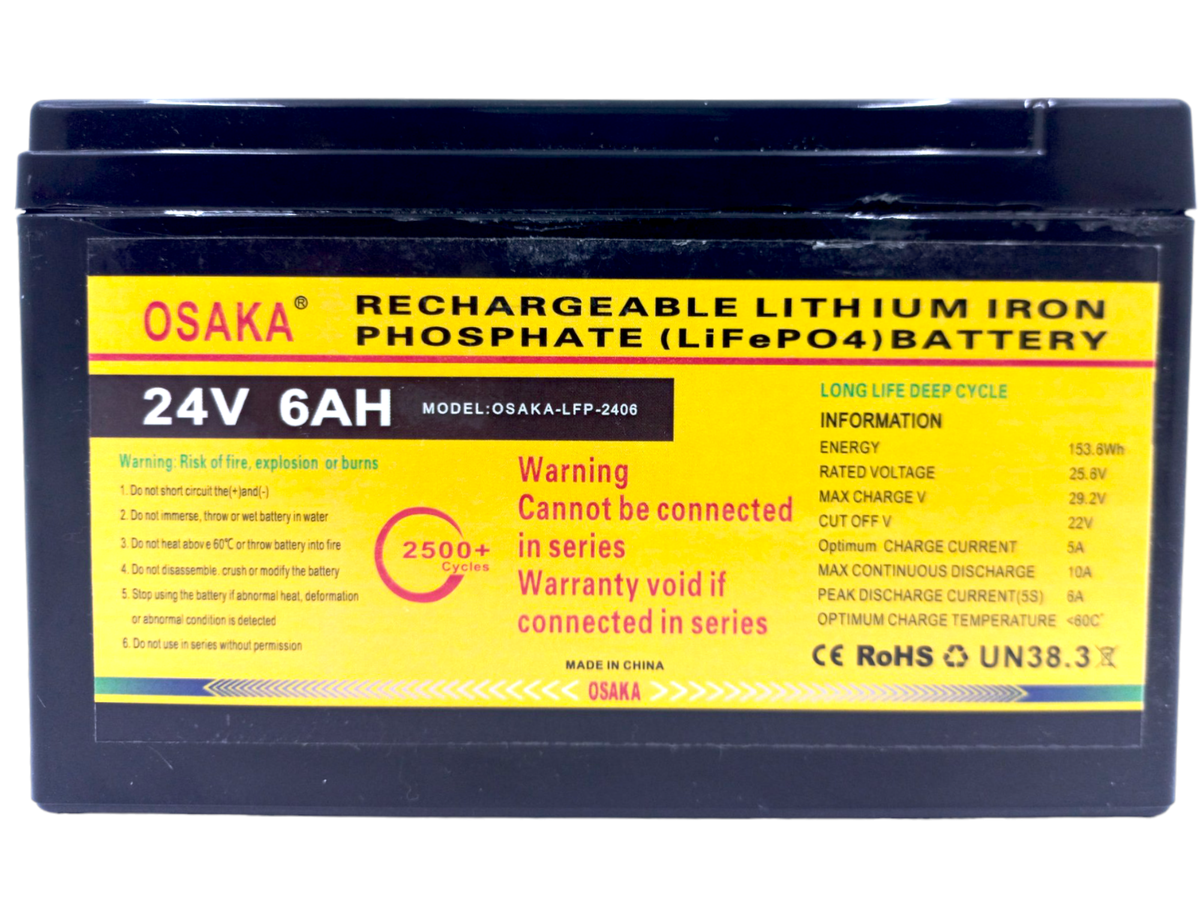 OSAKA®
RECHARGEABLE LITHIUM IRON
PHOSPHATE (LiFePO4) BATTERY
24V 6AH MODEL:OSAKA-LFP-2406
Warning: Risk of fire, explosion or burns
1. Do not short circuit the(+)and(-)
2. Do not immerse, throw or wet battery in water
3. Do not heat above 60℃ or throw battery into fire
4. Do not disassemble. crush or modify the battery
5. Stop using the battery if abnormal heat, deformation
or abnormal condition is detected
6. Do not use in series without permission
2500+
Cycles
Warning
Cannot be connected
in series
Warranty void if
connected in series
MADE IN CHINA
LONG LIFE DEEP CYCLE
INFORMATION
ENERGY 153.6Wh
RATED VOLTAGE 25.6V
MAX CHARGE V 29.2V
CUT OFF V 22V
Optimum CHARGE CURRENT 5A
MAX CONTINUOUS DISCHARGE 10A
PEAK DISCHARGE CURRENT(5S) 6A
OPTIMUM CHARGE TEMPERATURE <60C°
CE RoHS UN38.3
OSAKA